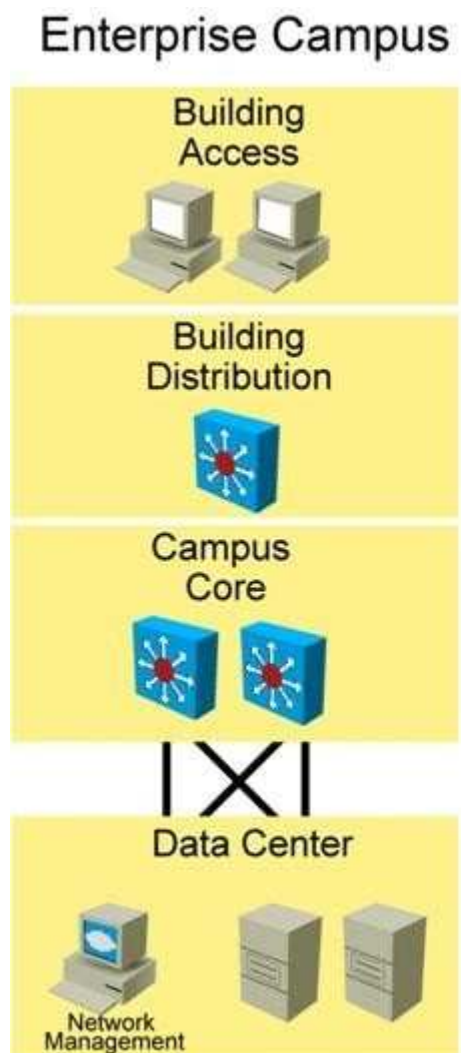 Enterprise Campus
Building
Access
Building
Distribution
Campus
Core
Data Center
Network
Management